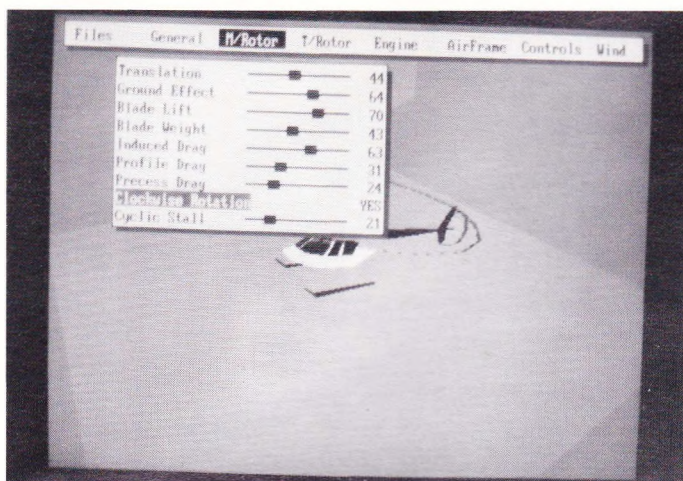 Files General M/Rotor T/Rotor Engine AirFrame Controls Wind
Translation 44
Ground Effect 64
Blade Lift 70
Blade Weight 43
Induced Drag 63
Profile Drag 31
Precess Drag 24
Clockwise Rotation YES
Cyclic Stall 21